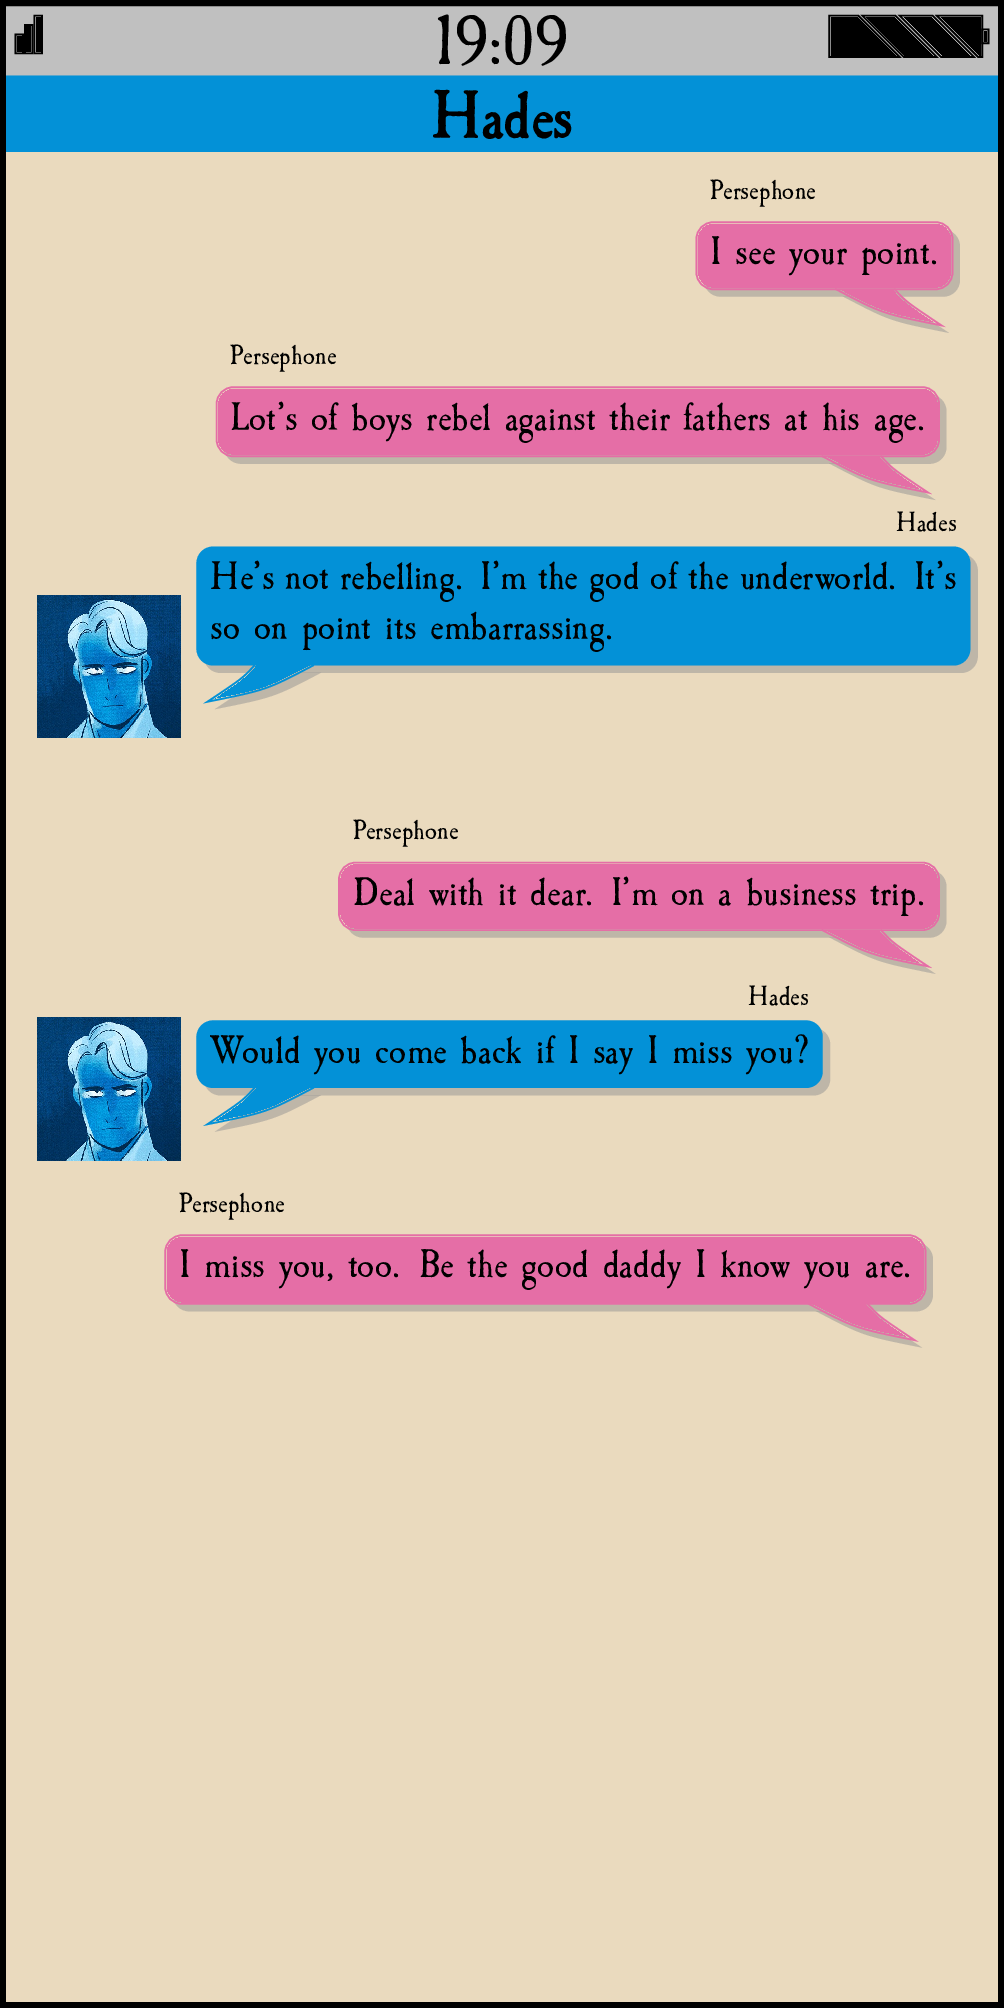 19:09
Hades
Persephone
I see your point.
Persephone
Lot's of boys rebel against their fathers at his age.
Hades
He's not rebelling. I'm the god of the underworld. It's
so on point its embarrassing.
Persephone
Deal with it dear. I'm on a business trip.
Hades
Would you come back if I say I miss you?
Persephone
I miss you, too. Be the good daddy I know you are.